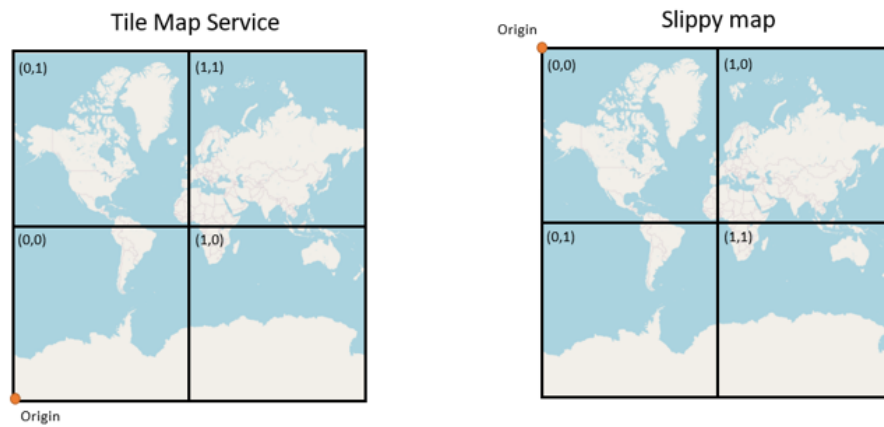 Tile Map Service
(0,1)
(1,1)
(0,0)
(1,0)
Origin
Slippy map
Origin
(0,0)
(1,0)
(0,1)
(1,1)